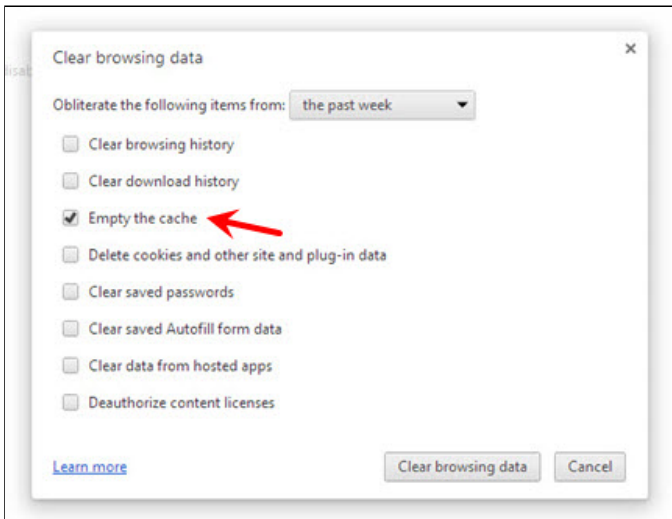 Clear browsing data
Obliterate the following items from: the past week
Clear browsing history
Clear download history
Empty the cache
Delete cookies and other site and plug-in data
Clear saved passwords
Clear saved Autofill form data
Clear data from hosted apps
Deauthorize content licenses
Learn more Clear browsing data Cancel